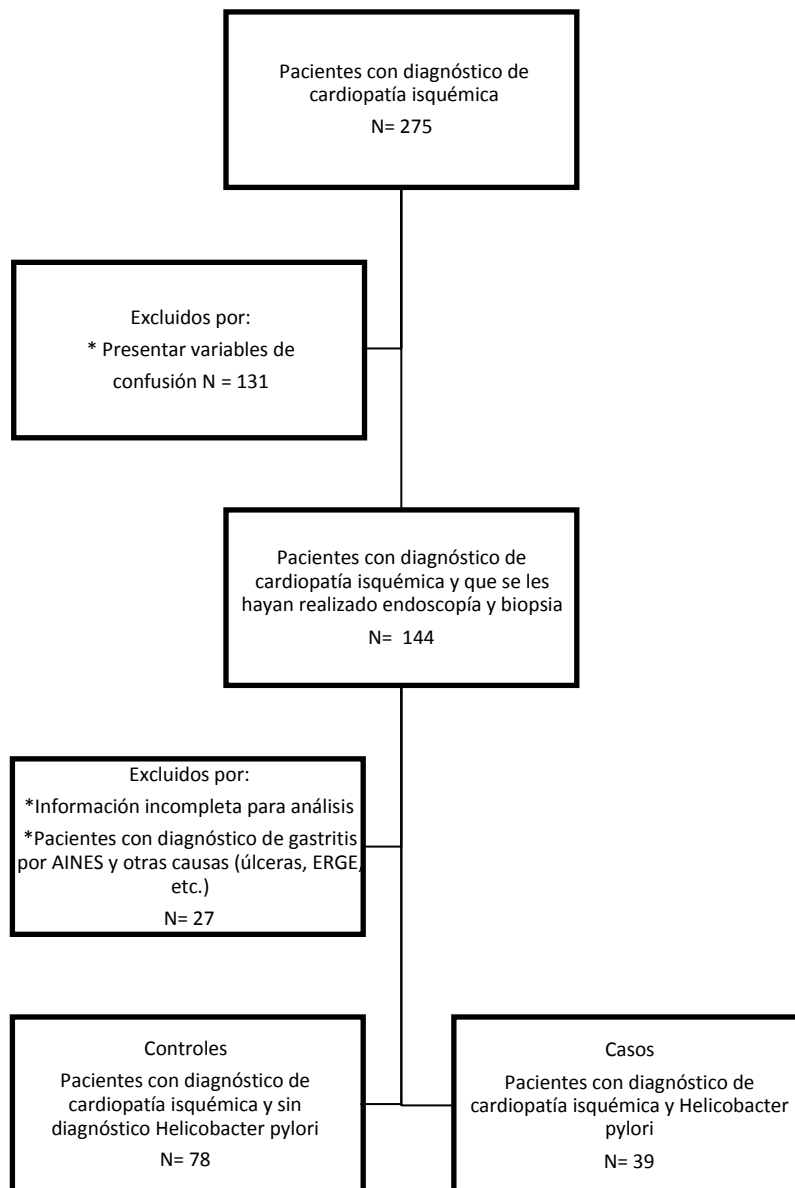 Pacientes con diagnóstico de
cardiopatía isquémica
N= 275
Excluidos por:
* Presentar variables de
confusión N = 131
Pacientes con diagnóstico de
cardiopatía isquémica y que se les
hayan realizado endoscopía y biopsia
N=  144
Excluidos por:
*Información incompleta para análisis
*Pacientes con diagnóstico de gastritis
por AINES y otras causas (úlceras, ERGE,
etc.)
N= 27
Controles
Pacientes con diagnóstico de
cardiopatía isquémica y sin
diagnóstico Helicobacter pylori
N= 78
Casos
Pacientes con diagnóstico de
cardiopatía isquémica y Helicobacter
pylori
N= 39